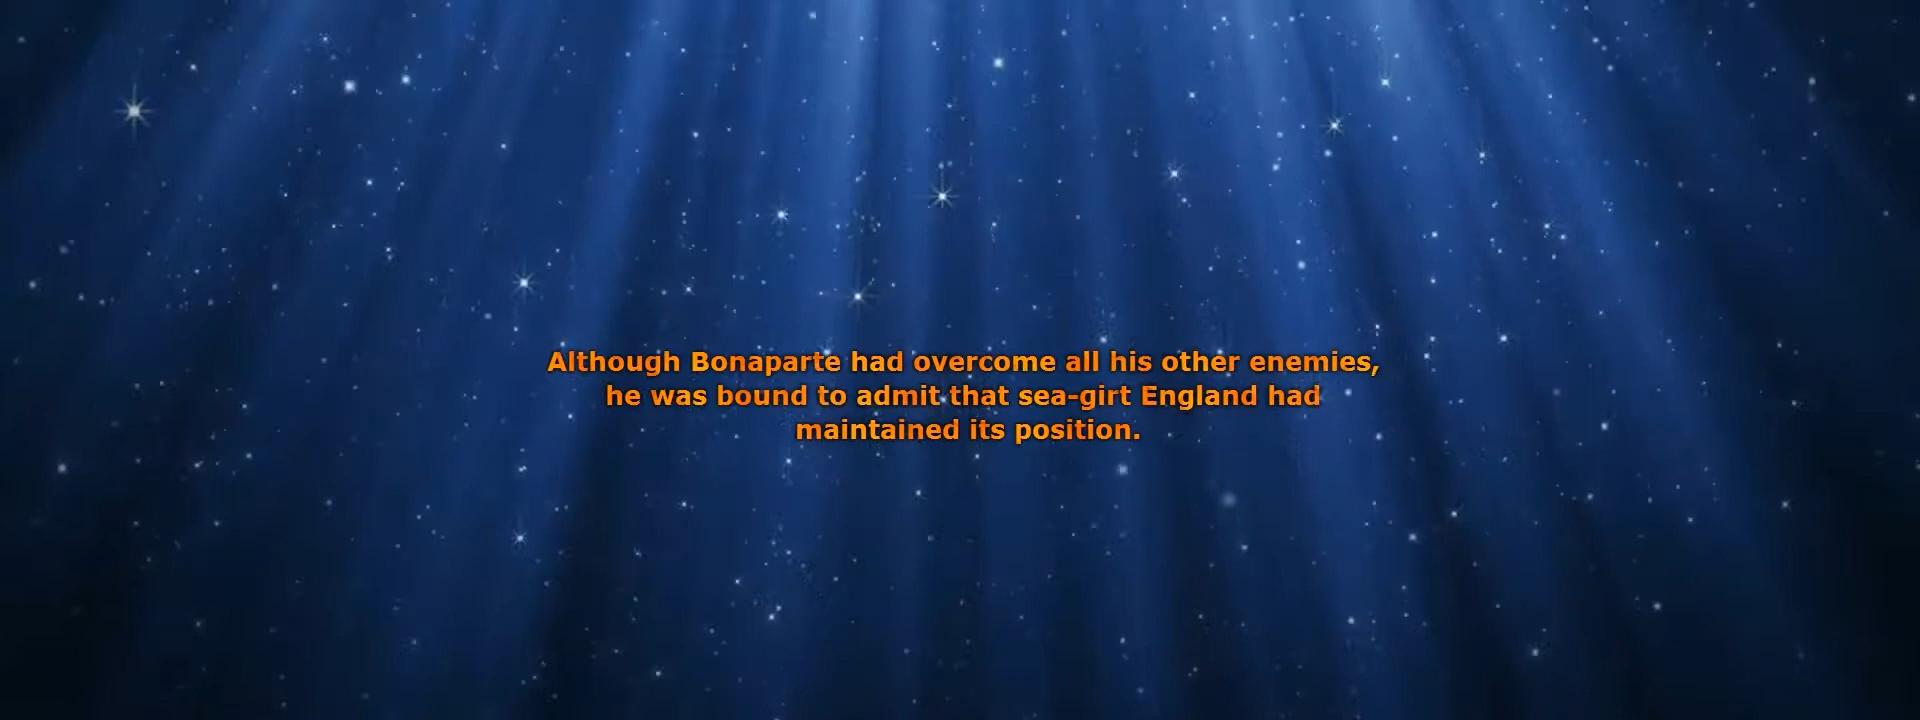 Although Bonaparte had overcome all his other enemies,
he was bound to admit that sea-girt England had
maintained its position.